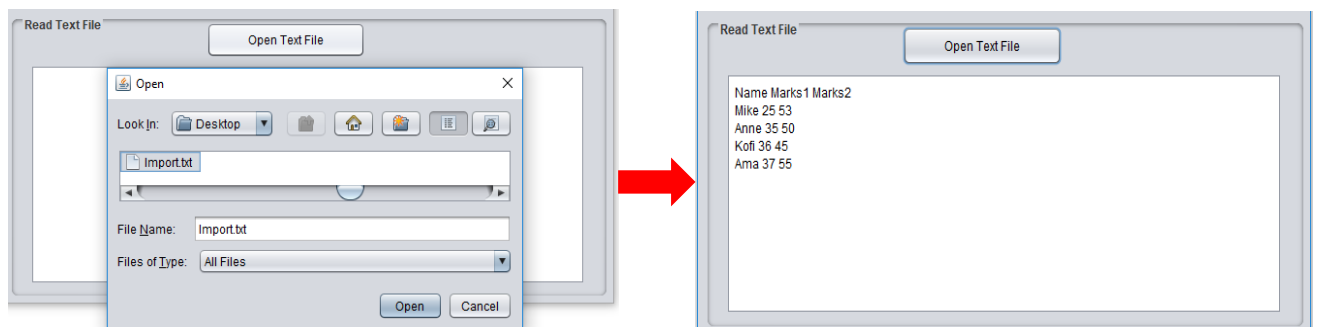 Read Text File
Open Text File
Open
Look In:
Desktop
Import.txt
File Name:
Import.txt
Files of Type:
All Files
Open
Cancel
Read Text File
Open Text File
Name Marks1 Marks2
Mike 25 53
Anne 35 50
Kofi 36 45
Ama 37 55